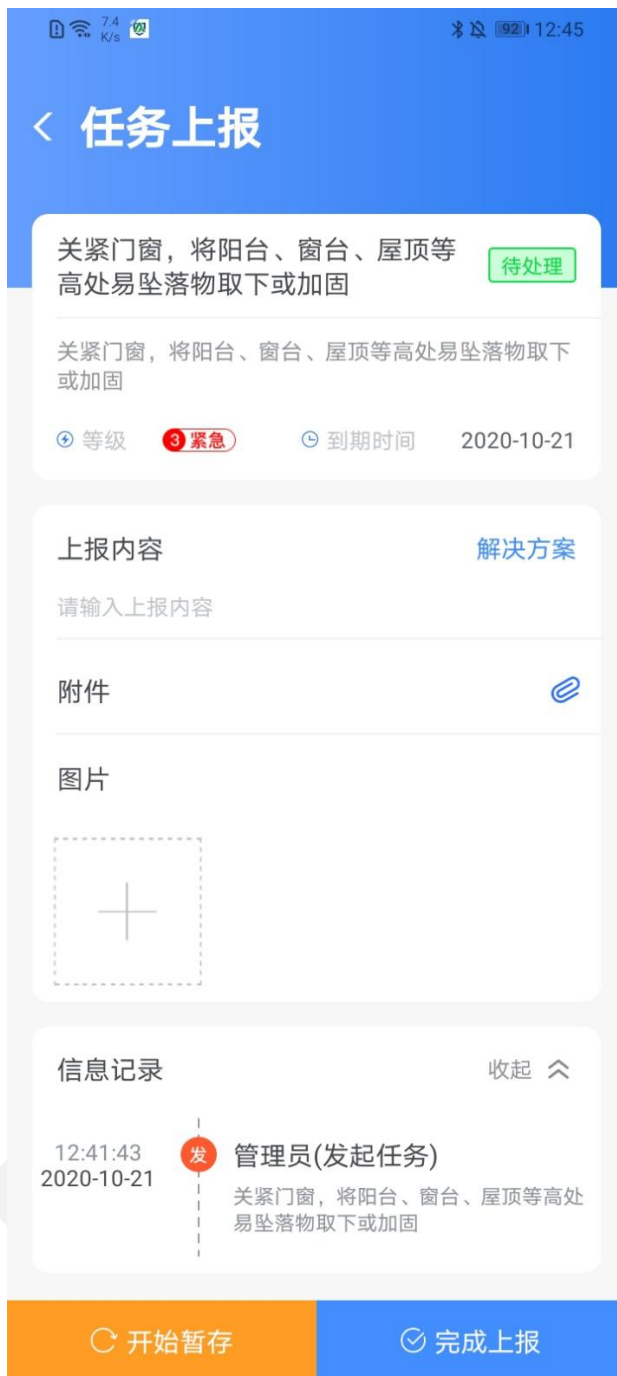 7.4
K/s
92 12:45
任务上报
关紧门窗，将阳台、窗台、屋顶等
高处易坠落物取下或加固
待处理
关紧门窗，将阳台、窗台、屋顶等高处易坠落物取下
或加固
等级 3 紧急 到期时间 2020-10-21
上报内容 解决方案
请输入上报内容
附件
图片
信息记录 收起
12:41:43
2020-10-21
发
管理员(发起任务)
关紧门窗，将阳台、窗台、屋顶等高处
易坠落物取下或加固
开始暂存 完成上报